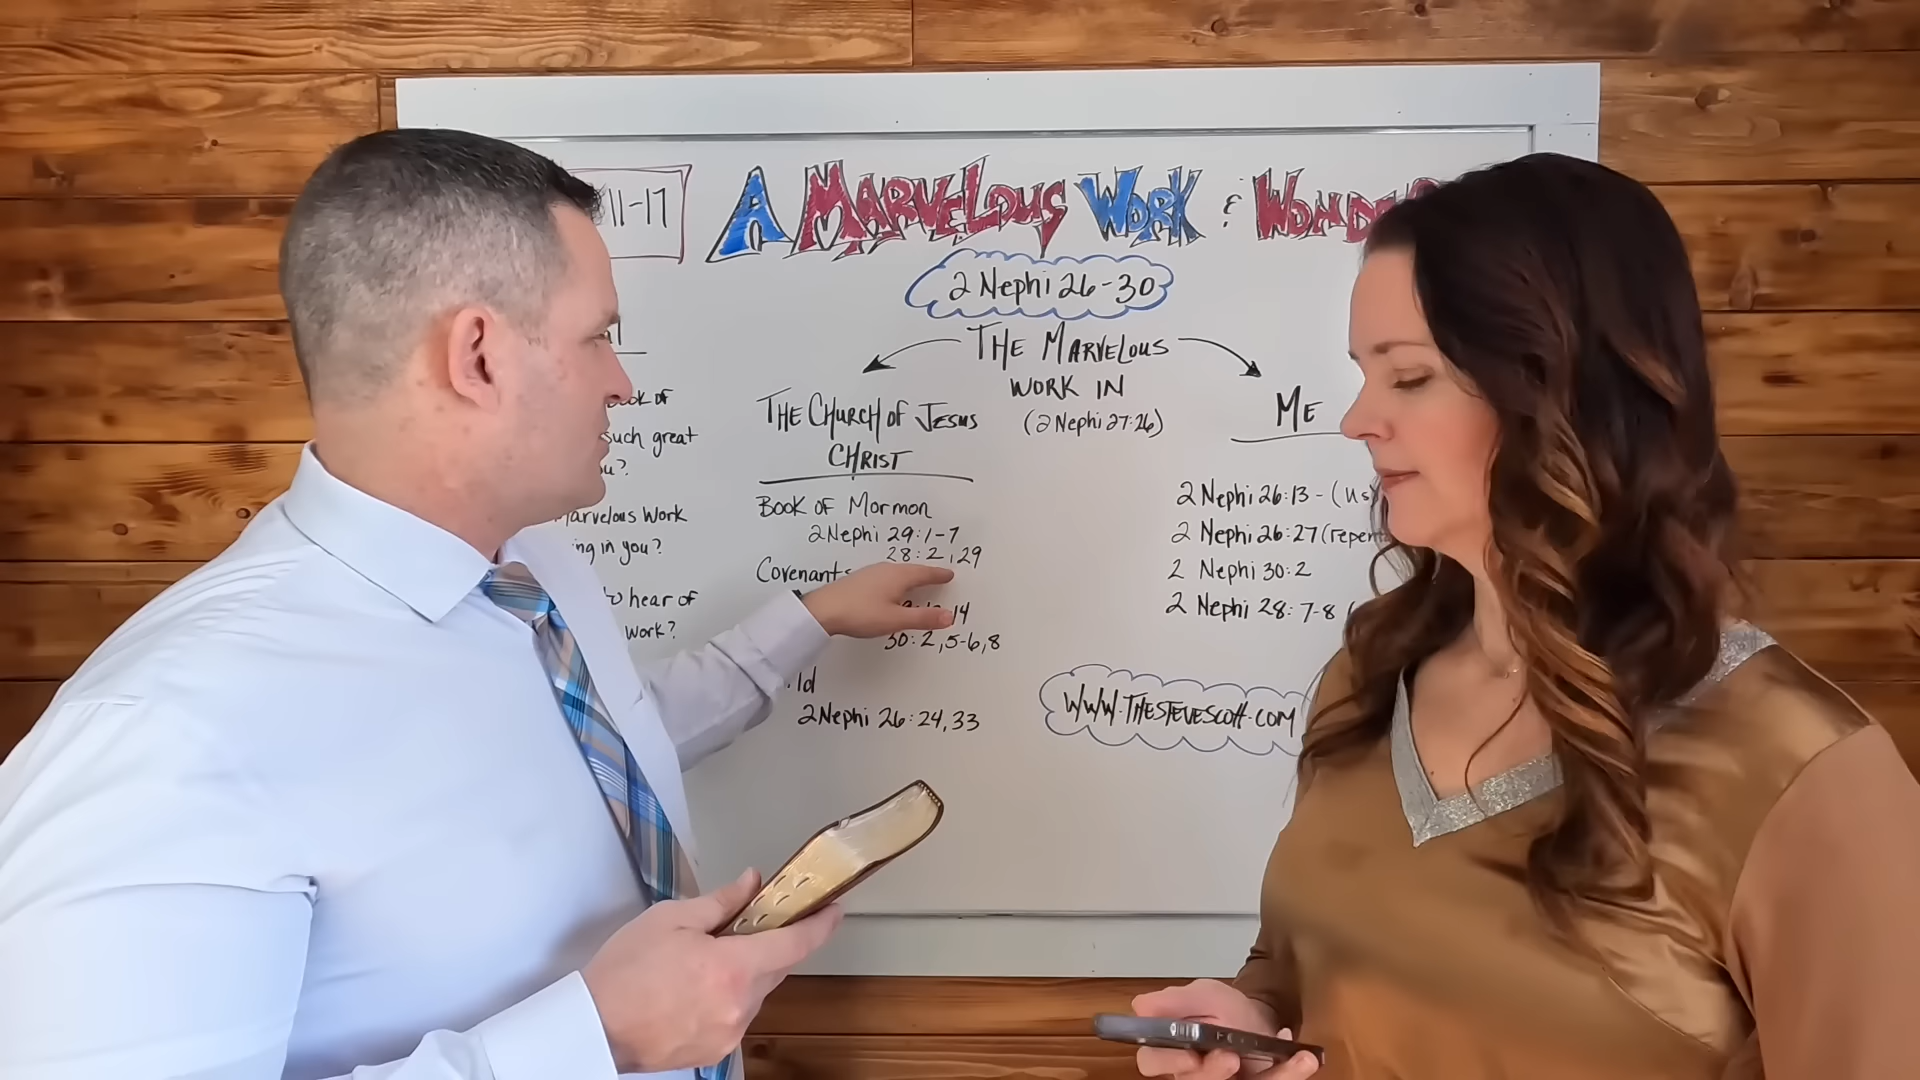 11-17
A MARVELOUS WORK & WONDE
2 Nephi 26-30
THE MARVELOUS
WORK IN
(2 Nephi 27:26)
such great
u?
Marvelous Work
ing in you?
to hear of
work?
THE CHURCH OF JESUS
CHRIST
BOOK OF Mormon
2 Nephi 29:1-7
28:2,29
Covenants
14
30:2,5-6,8
ld
2 Nephi 26:24,33
ME
2 Nephi 26:13 - (Us
2 Nephi 26:27 (repent
2 Nephi 30:2
2 Nephi 28:7-8
WWW.THESTEVESCOTT.COM